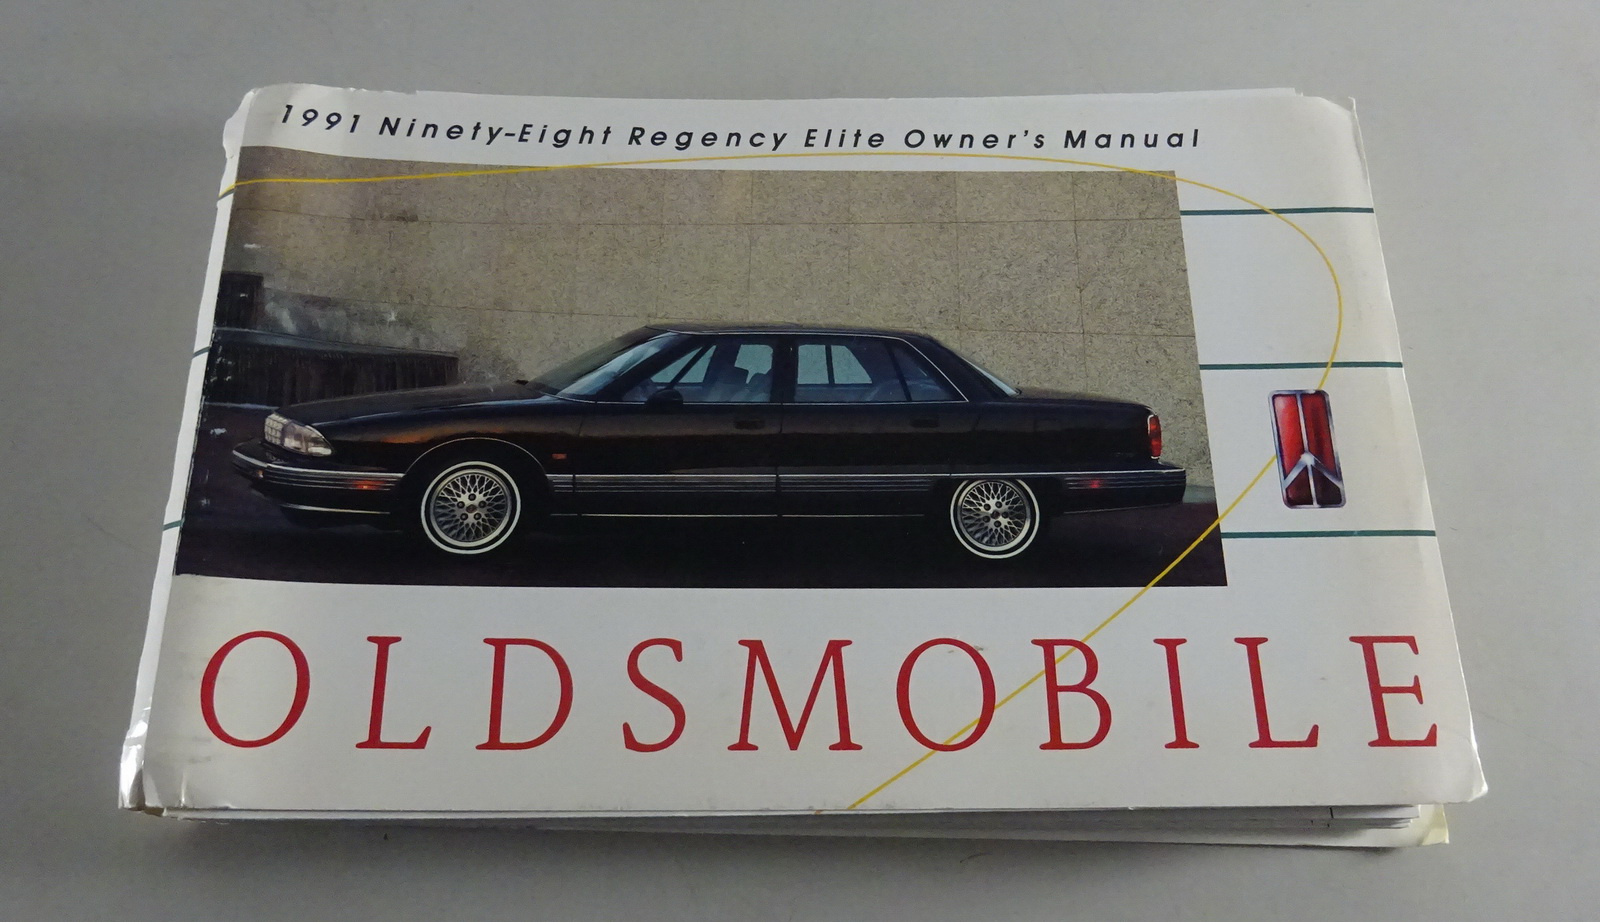 1991 Ninety-Eight Regency Elite Owner's Manual
OLDSMOBILE